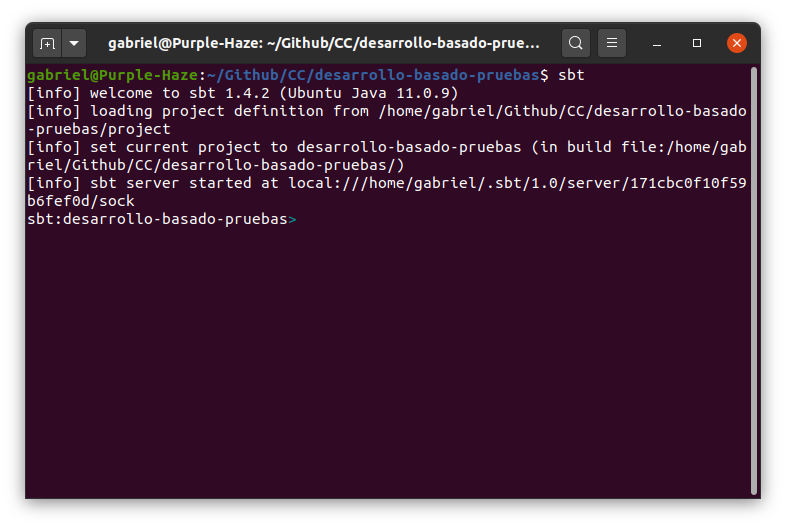 gabriel@Purple-Haze: ~/Github/CC/desarrollo-basado-prue...
gabriel@Purple-Haze:~/Github/CC/desarrollo-basado-pruebas$ sbt
[info] welcome to sbt 1.4.2 (Ubuntu Java 11.0.9)
[info] loading project definition from /home/gabriel/Github/CC/desarrollo-basado
-pruebas/project
[info] set current project to desarrollo-basado-pruebas (in build file:/home/gab
riel/Github/CC/desarrollo-basado-pruebas/)
[info] sbt server started at local:///home/gabriel/.sbt/1.0/server/171cbc0f10f59
b6fef0d/sock
sbt:desarrollo-basado-pruebas>